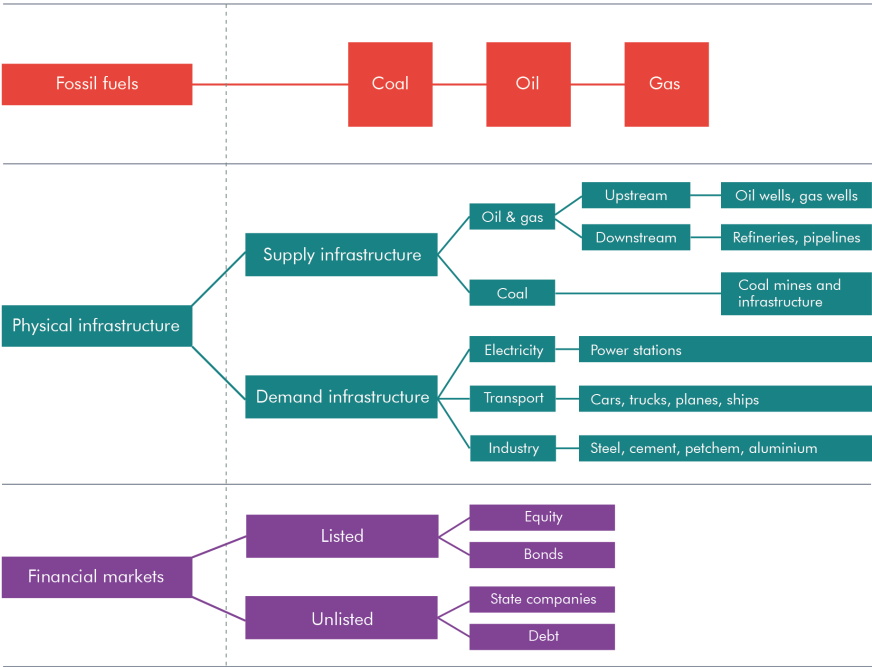 Fossil fuels
Coal
Oil
Gas
Physical infrastructure
Supply infrastructure
Oil & gas
Upstream
Oil wells, gas wells
Downstream
Refineries, pipelines
Coal
Coal mines and
infrastructure
Demand infrastructure
Electricity
Power stations
Transport
Cars, trucks, planes, ships
Industry
Steel, cement, petchem, aluminium
Financial markets
Listed
Equity
Bonds
Unlisted
State companies
Debt